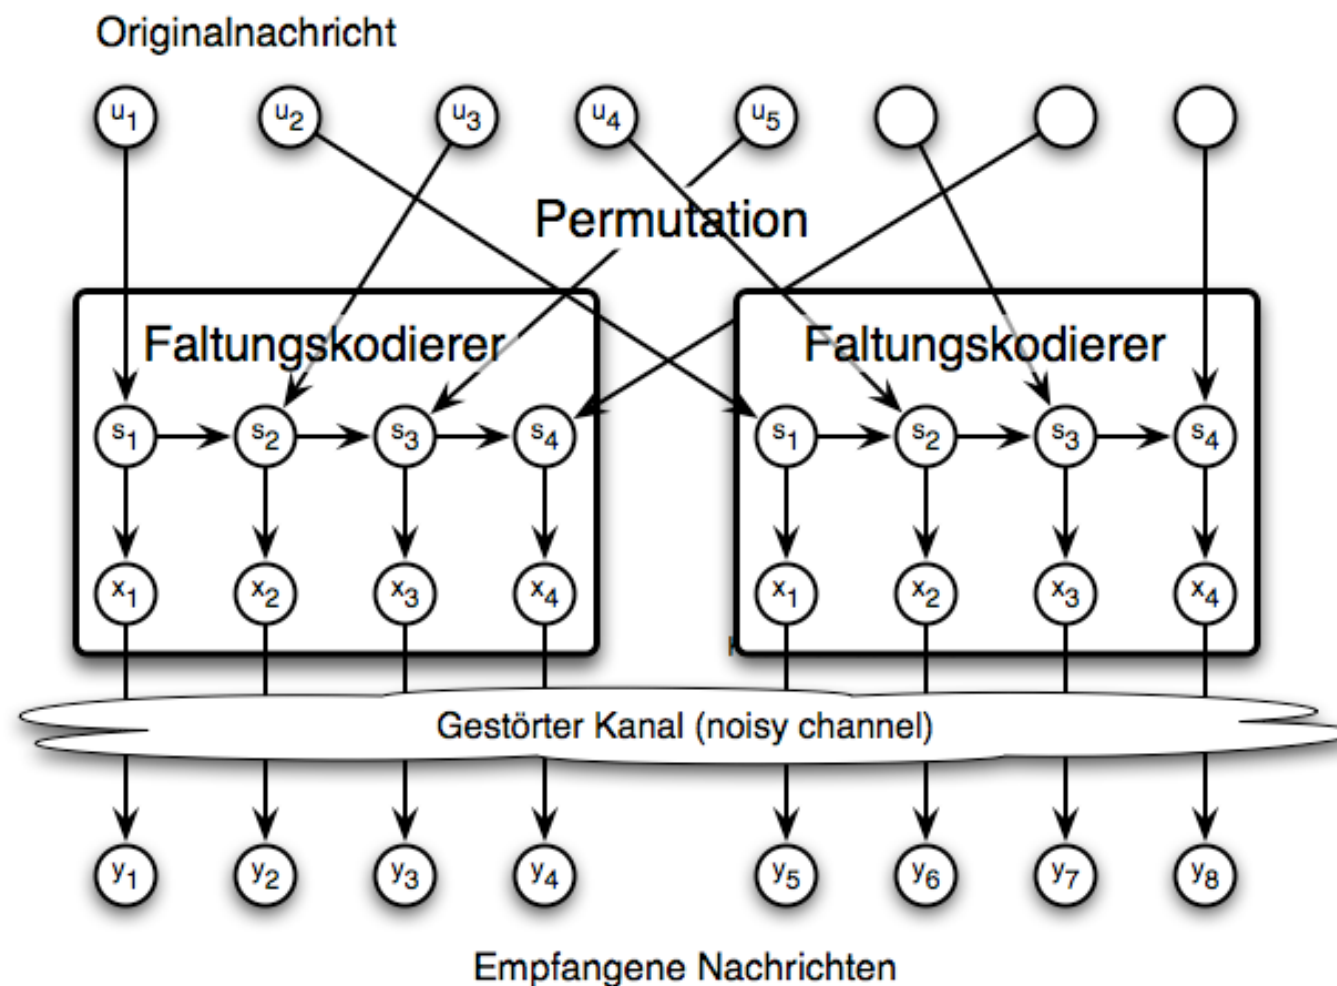 Originalnachricht
u1 u2 u3 u4 u5
Permutation
Faltungskodierer Faltungskodierer
s1 s2 s3 s4 s1 s2 s3 s4
x1 x2 x3 x4 x1 x2 x3 x4
Gestörter Kanal (noisy channel)
y1 y2 y3 y4 y5 y6 y7 y8
Empfangene Nachrichten